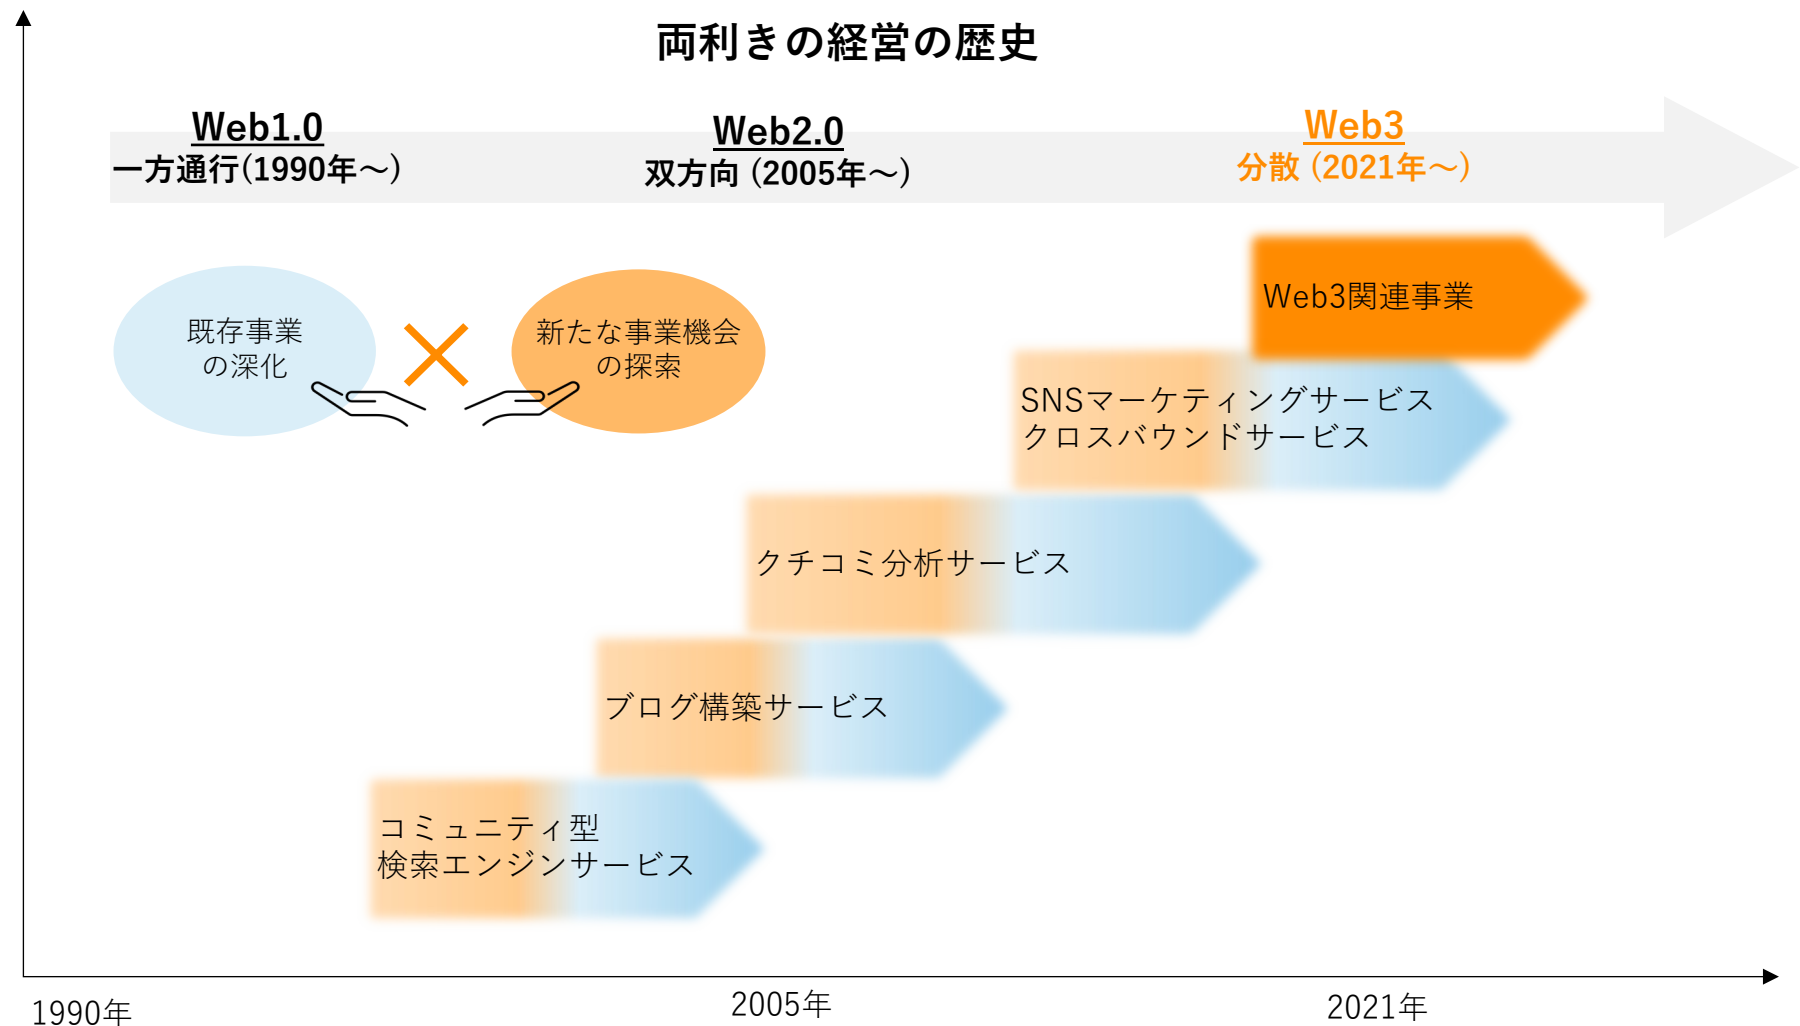 両利きの経営の歴史
Web1.0
一方通行(1990年～)
Web2.0
双方向 (2005年～)
Web3
分散 (2021年～)
既存事業
の深化
新たな事業機会
の探索
Web3関連事業
SNSマーケティングサービス
クロスバウンドサービス
クチコミ分析サービス
ブログ構築サービス
コミュニティ型
検索エンジンサービス
1990年
2005年
2021年